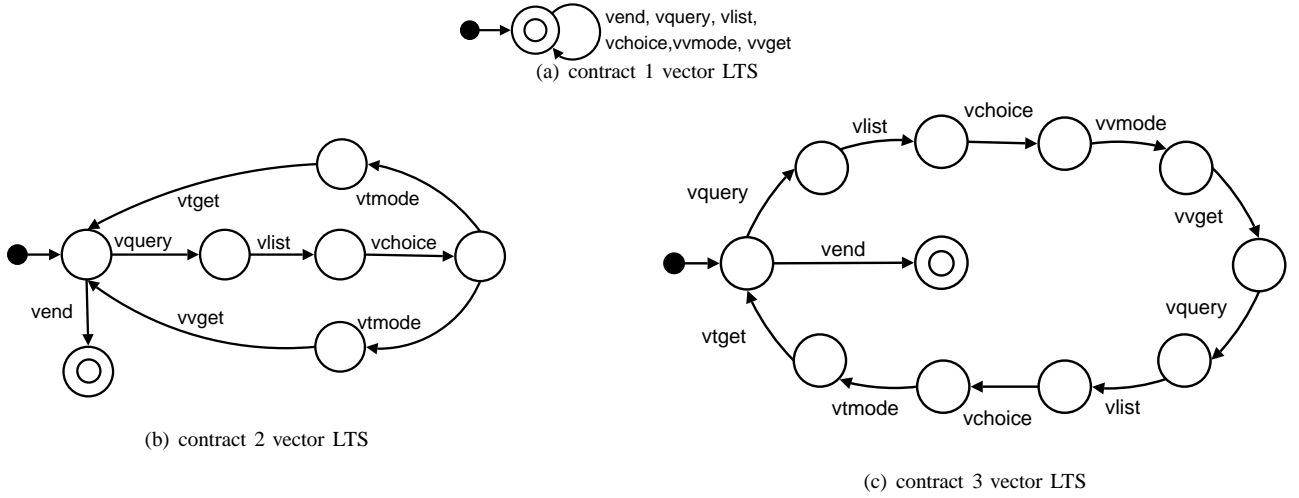 vend, vquery, vlist,
vchoice,vvmode, vvget
(a) contract 1 vector LTS
vtget
vtmode
vquery
vlist
vchoice
vend
vvget
vtmode
(b) contract 2 vector LTS
vlist
vchoice
vvmode
vquery
vvget
vend
vquery
vtget
vtmode
vchoice
vlist
(c) contract 3 vector LTS